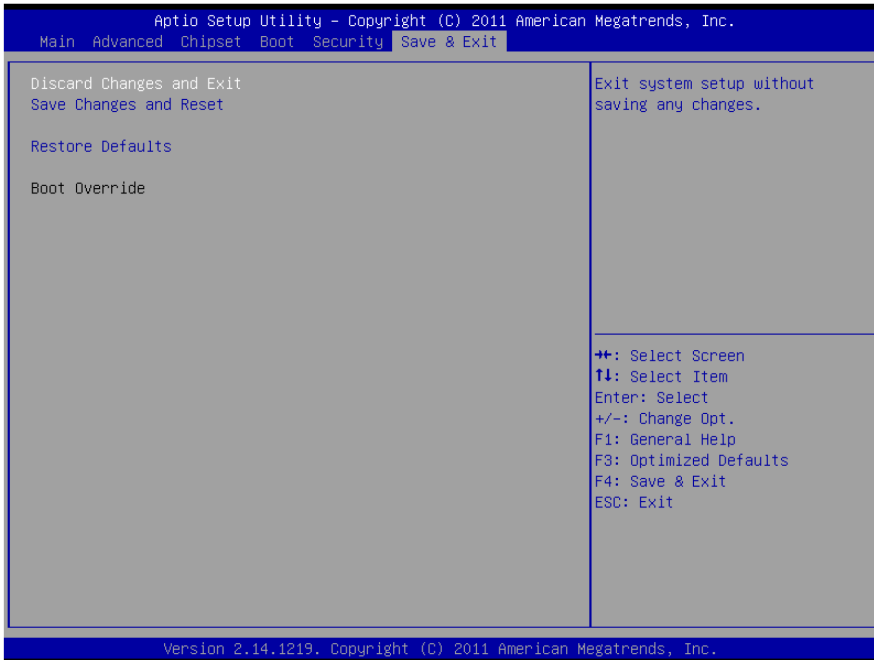 Aptio Setup Utility – Copyright (C) 2011 American Megatrends, Inc.
Main Advanced Chipset Boot Security Save & Exit
Discard Changes and Exit
Save Changes and Reset
Restore Defaults
Boot Override
Exit system setup without
saving any changes.
→←: Select Screen
↑↓: Select Item
Enter: Select
+/-: Change Opt.
F1: General Help
F3: Optimized Defaults
F4: Save & Exit
ESC: Exit
Version 2.14.1219. Copyright (C) 2011 American Megatrends, Inc.